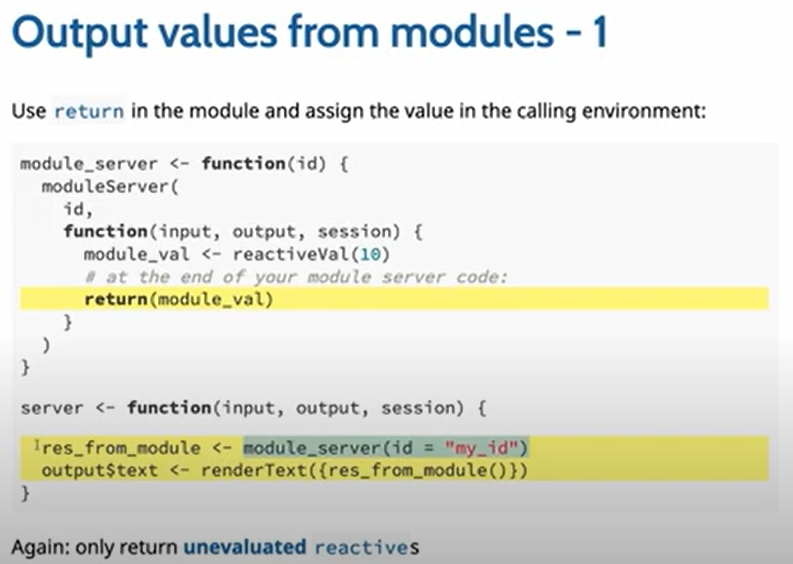 Output values from modules - 1
Use return in the module and assign the value in the calling environment:
module_server <- function(id) {
  moduleServer(
    id,
    function(input, output, session) {
      module_val <- reactiveVal(10)
      # at the end of your module server code:
      return(module_val)
    }
  )
}
server <- function(input, output, session) {
  res_from_module <- module_server(id = "my_id")
  output$text <- renderText({res_from_module()})
}
Again: only return unevaluated reactives